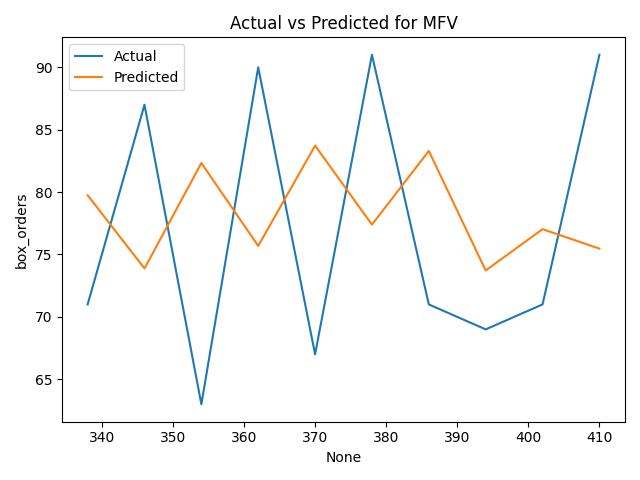 Actual vs Predicted for MFV
Actual
Predicted
box_orders
90
85
80
75
70
65
340 350 360 370 380 390 400 410
None